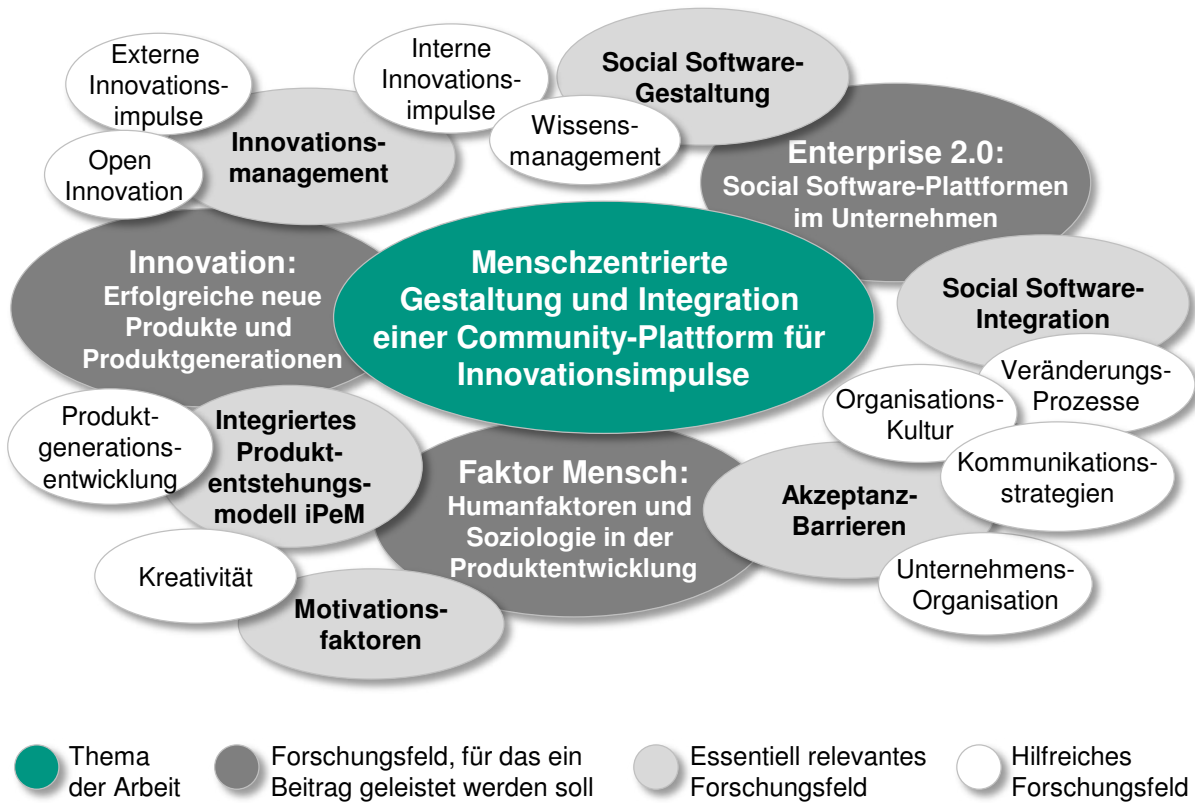 Externe
Innovations-
impulse
Interne
Innovations-
impulse
Social Software-
Gestaltung
Wissens-
management
Innovations-
management
Open
Innovation
Enterprise 2.0:
Social Software-Plattformen
im Unternehmen
Innovation:
Erfolgreiche neue
Produkte und
Produktgenerationen
Menschzentrierte
Gestaltung und Integration
einer Community-Plattform für
Innovationsimpulse
Social Software-
Integration
Veränderungs-
Prozesse
Organisations-
Kultur
Kommunikations-
strategien
Produkt-
generations-
entwicklung
Integriertes
Produkt-
entstehungs-
modell iPeM
Faktor Mensch:
Humanfaktoren und
Soziologie in der
Produktentwicklung
Akzeptanz-
Barrieren
Unternehmens-
Organisation
Kreativität
Motivations-
faktoren
Thema
der Arbeit
Forschungsfeld, für das ein
Beitrag geleistet werden soll
Essentiell relevantes
Forschungsfeld
Hilfreiches
Forschungsfeld